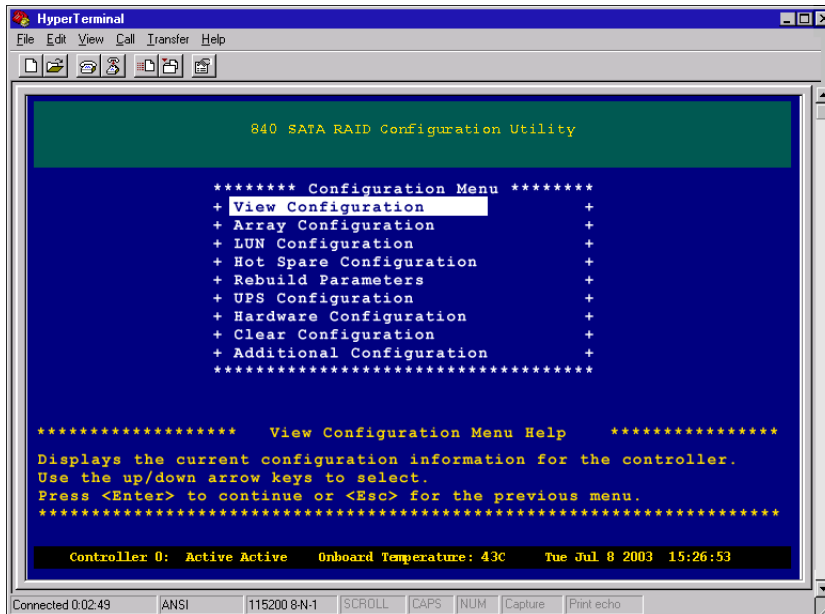 HyperTerminal
File Edit View Call Transfer Help
840 SATA RAID Configuration Utility
******** Configuration Menu ********
+ View Configuration +
+ Array Configuration +
+ LUN Configuration +
+ Hot Spare Configuration +
+ Rebuild Parameters +
+ UPS Configuration +
+ Hardware Configuration +
+ Clear Configuration +
+ Additional Configuration +
************************************
******************* View Configuration Menu Help ****************
Displays the current configuration information for the controller.
Use the up/down arrow keys to select.
Press <Enter> to continue or <Esc> for the previous menu.
**********************************************************************
Controller 0: Active Active Onboard Temperature: 43C Tue Jul 8 2003 15:26:53
Connected 0:02:49 ANSI 115200 8-N-1 SCROLL CAPS NUM Capture Print echo